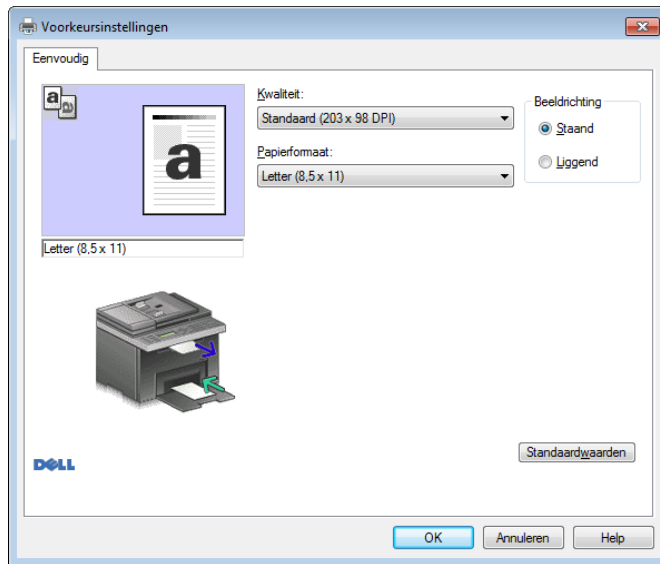 Voorkeursinstellingen
Eenvoudig
a
a
a
Kwaliteit:
Standaard (203 x 98 DPI)
Papierformaat:
Letter (8,5 x 11)
Beeldrichting
Staand
Liggend
Letter (8,5 x 11)
DELL
Standaardwaarden
OK
Annuleren
Help